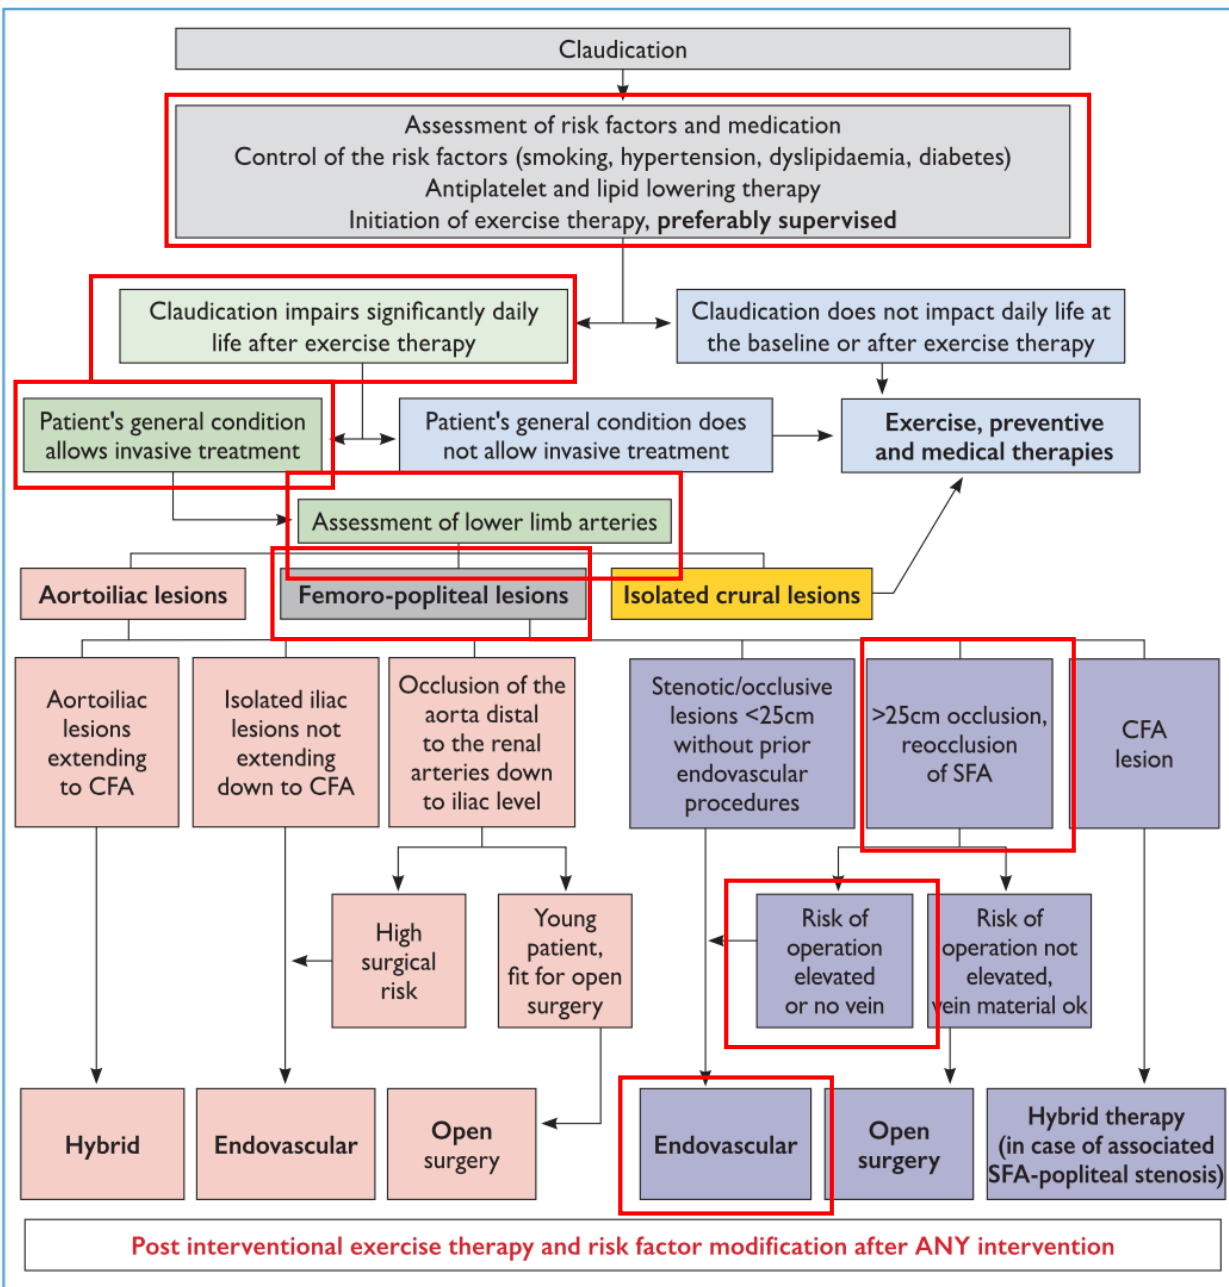 Claudication
Assessment of risk factors and medication
Control of the risk factors (smoking, hypertension, dyslipidaemia, diabetes)
Antiplatelet and lipid lowering therapy
Initiation of exercise therapy, preferably supervised
Claudication impairs significantly daily
life after exercise therapy
Claudication does not impact daily life at
the baseline or after exercise therapy
Patient's general condition
allows invasive treatment
Patient's general condition does
not allow invasive treatment
Exercise, preventive
and medical therapies
Assessment of lower limb arteries
Aortoiliac lesions
Femoro-popliteal lesions
Isolated crural lesions
Aortoiliac
lesions
extending
to CFA
Isolated iliac
lesions not
extending
down to CFA
Occlusion of the
aorta distal
to the renal
arteries down
to iliac level
Stenotic/occlusive
lesions <25cm
without prior
endovascular
procedures
>25cm occlusion,
reocclusion
of SFA
CFA
lesion
High
surgical
risk
Young
patient,
fit for open
surgery
Risk of
operation
elevated
or no vein
Risk of
operation not
elevated,
vein material ok
Hybrid
Endovascular
Open
surgery
Endovascular
Open
surgery
Hybrid therapy
(in case of associated
SFA-popliteal stenosis)
Post interventional exercise therapy and risk factor modification after ANY intervention